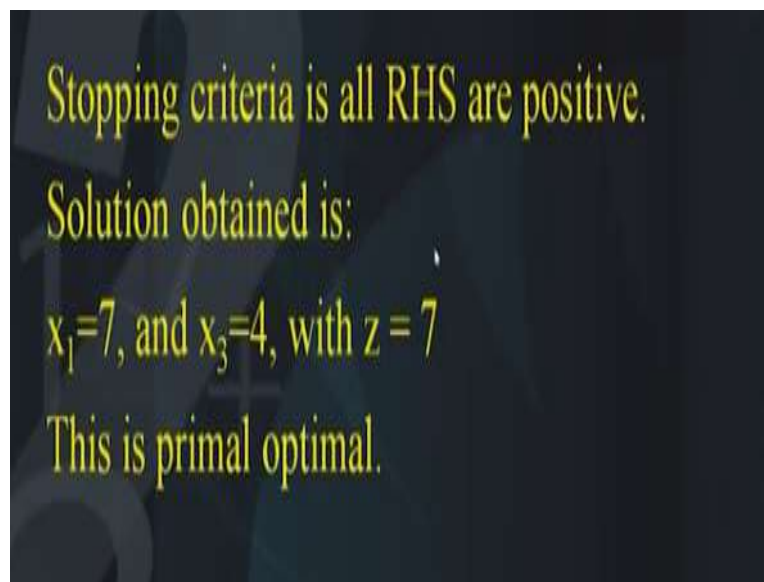 Stopping criteria is all RHS are positive.
Solution obtained is:
x₁=7, and x₃=4, with z = 7
This is primal optimal.